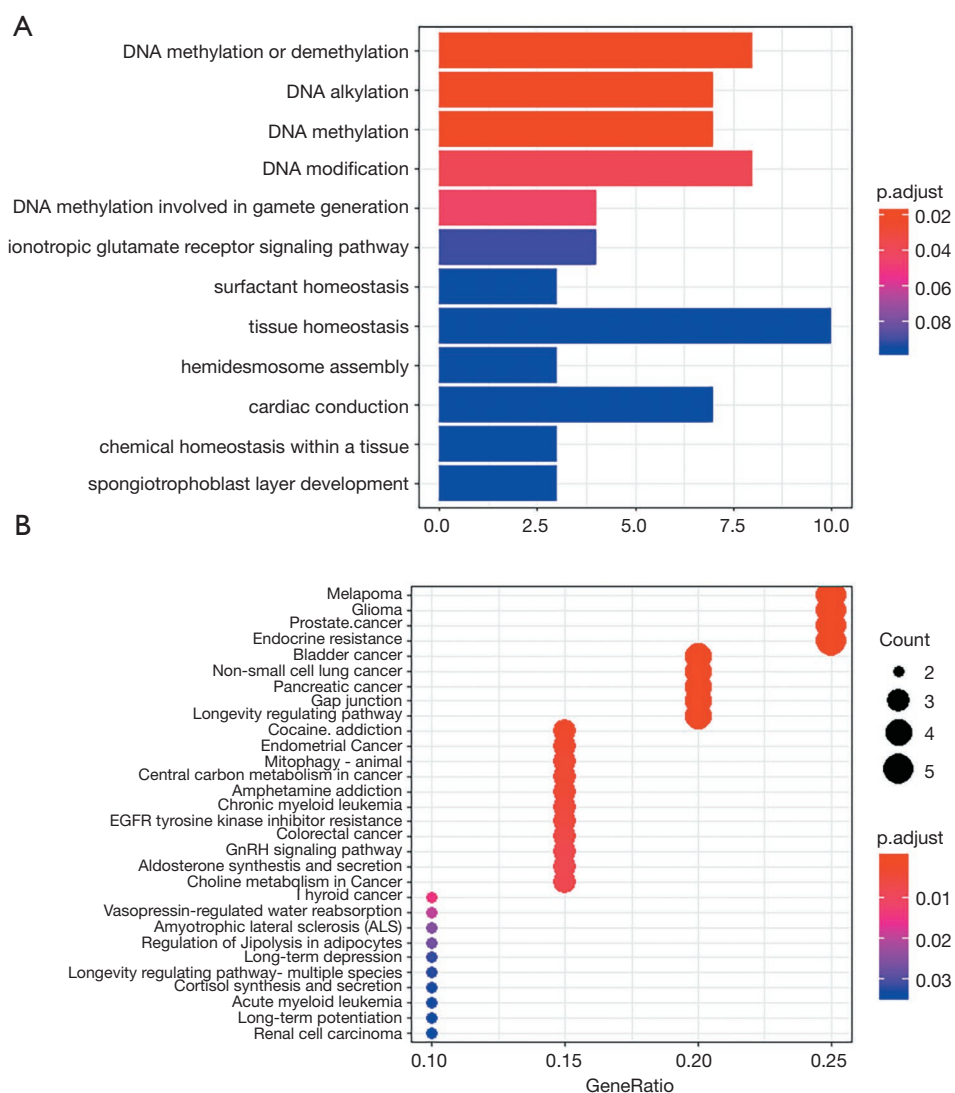 A
DNA methylation or demethylation
DNA alkylation
DNA methylation
DNA modification
DNA methylation involved in gamete generation
ionotropic glutamate receptor signaling pathway
surfactant homeostasis
tissue homeostasis
hemidesmosome assembly
cardiac conduction
chemical homeostasis within a tissue
spongiotrophoblast layer development
0.0 2.5 5.0 7.5 10.0
p.adjust
0.02
0.04
0.06
0.08
B
Melapoma
Glioma
Prostate.cancer
Endocrine resistance
Bladder cancer
Non-small cell lung cancer
Pancreatic cancer
Gap junction
Longevity regulating pathway
Cocaine. addiction
Endometrial Cancer
Mitophagy - animal
Central carbon metabolism in cancer
Amphetamine addiction
Chronic myeloid leukemia
EGFR tyrosine kinase inhibitor resistance
Colorectal cancer
GnRH signaling pathway
Aldosterone synthestis and secretion
Choline metabqlism in Cancer
Thyroid cancer
Vasopressin-regulated water reabsorption
Amyotrophic lateral sclerosis (ALS)
Regulation of Jipolysis in adipocytes
Long-term depression
Longevity regulating pathway- multiple species
Cortisol synthesis and secretion
Acute myeloid leukemia
Long-term potentiation
Renal cell carcinoma
0.10 0.15 0.20 0.25
GeneRatio
Count
2
3
4
5
p.adjust
0.01
0.02
0.03